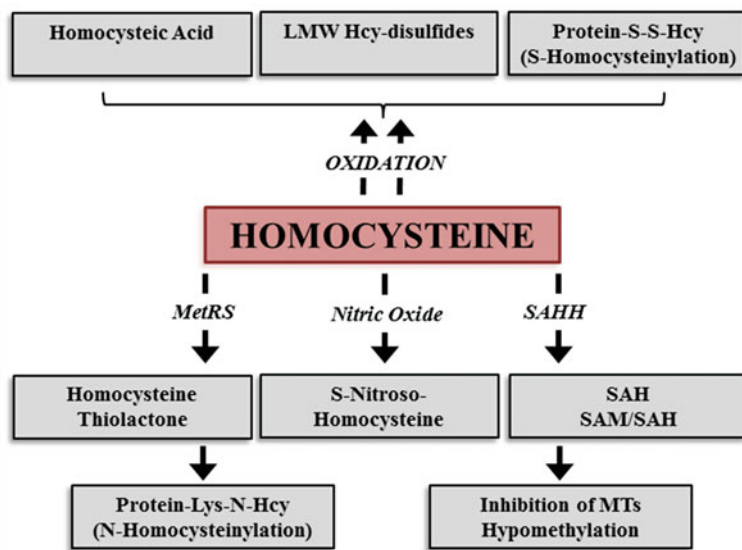 Homocysteic Acid
LMW Hcy-disulfides
Protein-S-S-Hcy
(S-Homocysteinylation)
OXIDATION
HOMOCYSTEINE
MetRS
Nitric Oxide
SAHH
Homocysteine
Thiolactone
S-Nitroso-
Homocysteine
SAH
SAM/SAH
Protein-Lys-N-Hcy
(N-Homocysteinylation)
Inhibition of MTs
Hypomethylation